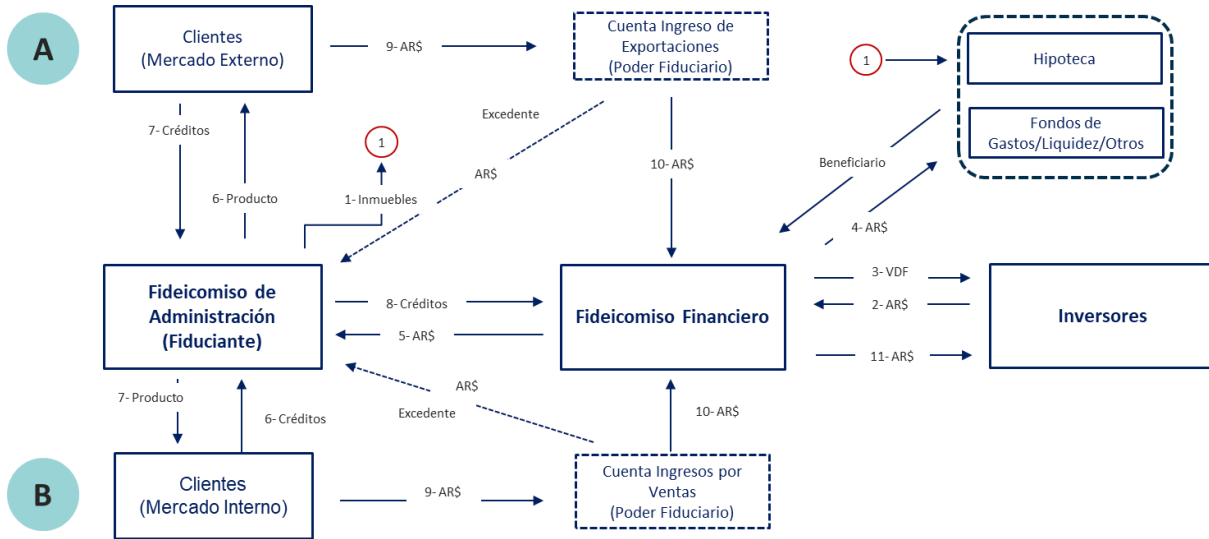 A
Clientes
(Mercado Externo)
9- AR$
Cuenta Ingreso de
Exportaciones
(Poder Fiduciario)
1
Hipoteca
Fondos de
Gastos/Liquidez/Otros
7- Créditos
6- Producto
1
1- Inmuebles
Excedente
AR$
10- AR$
Beneficiario
4- AR$
Fideicomiso de
Administración
(Fiduciante)
8- Créditos
5- AR$
Fideicomiso Financiero
3- VDF
2- AR$
11- AR$
Inversores
7- Producto
6- Créditos
AR$
Excedente
10- AR$
B
Clientes
(Mercado Interno)
9- AR$
Cuenta Ingresos por
Ventas
(Poder Fiduciario)